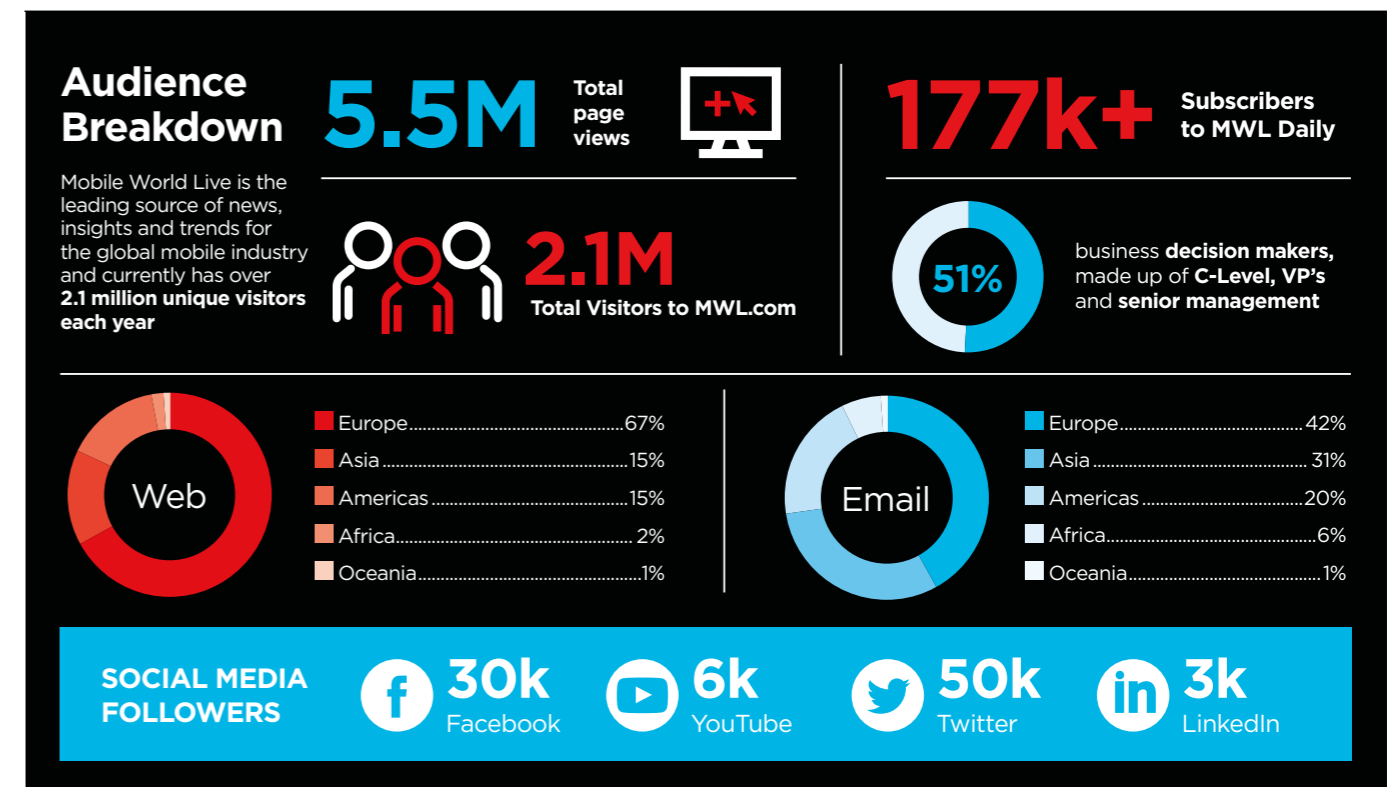 Audience
Breakdown
Mobile World Live is the
leading source of news,
insights and trends for
the global mobile industry
and currently has over
2.1 million unique visitors
each year
5.5M
Total
page
views
2.1M
Total Visitors to MWL.com
177k+
Subscribers
to MWL Daily
51%
business decision makers,
made up of C-Level, VP’s
and senior management
Web
Europe.................................................67%
Asia.........................................................15%
Americas..............................................15%
Africa....................................................... 2%
Oceania...................................................1%
Email
Europe.......................................... 42%
Asia................................................. 31%
Americas.....................................20%
Africa................................................6%
Oceania............................................1%
SOCIAL MEDIA
FOLLOWERS
f
30k
Facebook
6k
YouTube
50k
Twitter
in
3k
LinkedIn